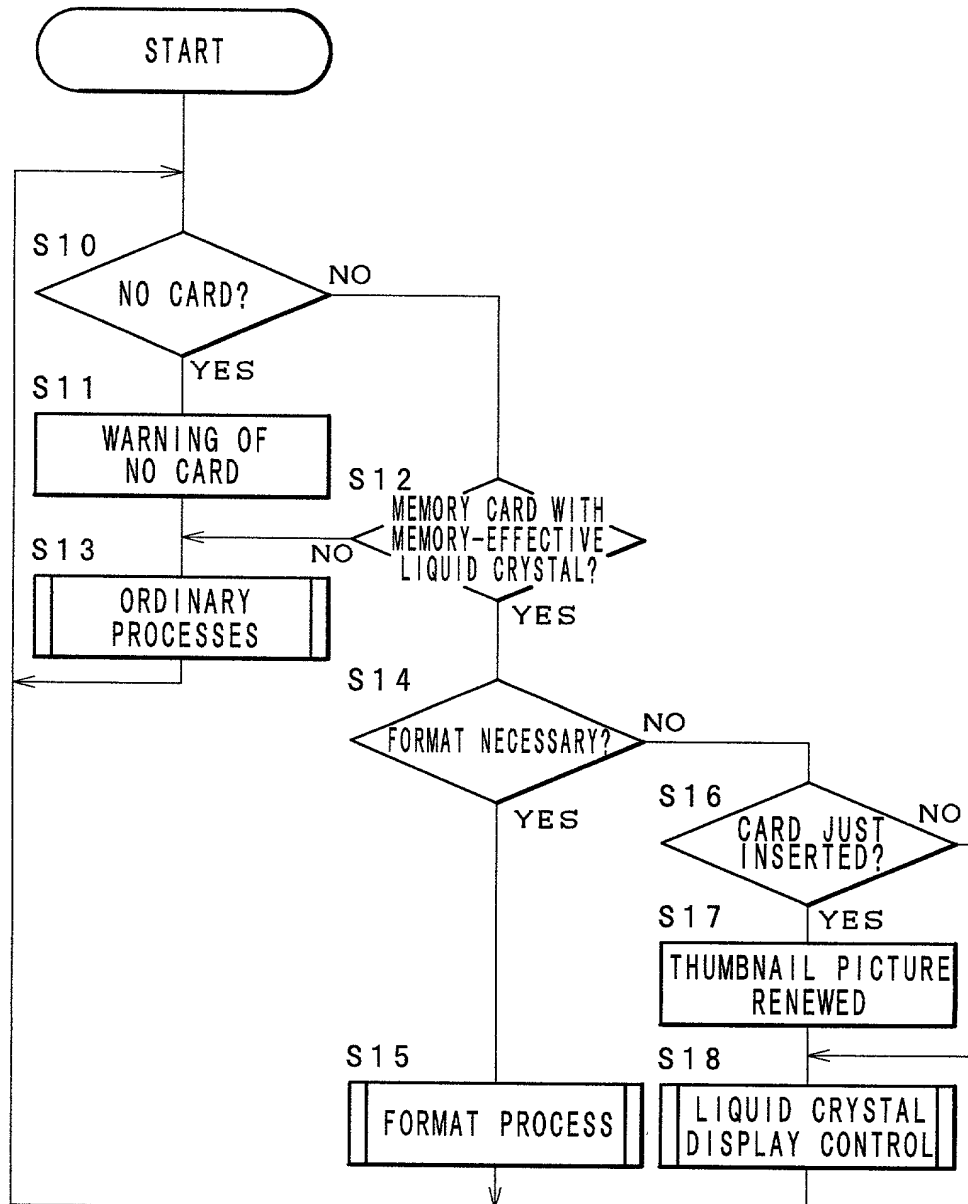 START
S10
NO CARD?
NO
YES
S11
WARNING OF
NO CARD
S12
MEMORY CARD WITH
MEMORY-EFFECTIVE
LIQUID CRYSTAL?
NO
YES
S13
ORDINARY
PROCESSES
S14
FORMAT NECESSARY?
NO
YES
S16
CARD JUST
INSERTED?
NO
YES
S17
THUMBNAIL PICTURE
RENEWED
S15
FORMAT PROCESS
S18
LIQUID CRYSTAL
DISPLAY CONTROL